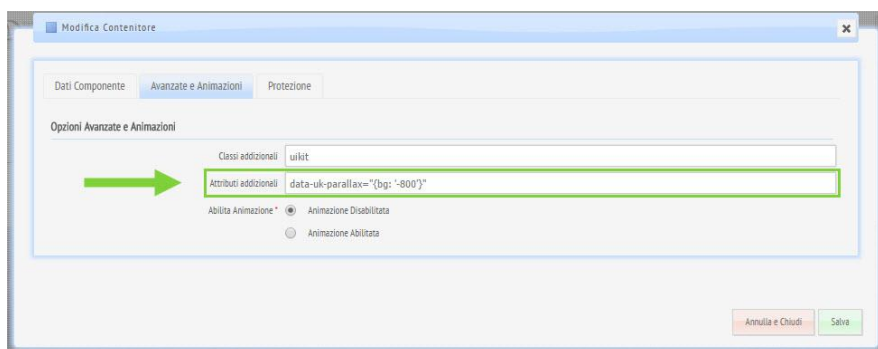 Modifica Contenitore
Dati Componente Avanzate e Animazioni Protezione
Opzioni Avanzate e Animazioni
Classi addizionali uikit
Attributi addizionali data-uk-parallax="{bg: '-800'}"
Abilita Animazione * Animazione Disabilitata
Animazione Abilitata
Annulla e Chiudi Salva